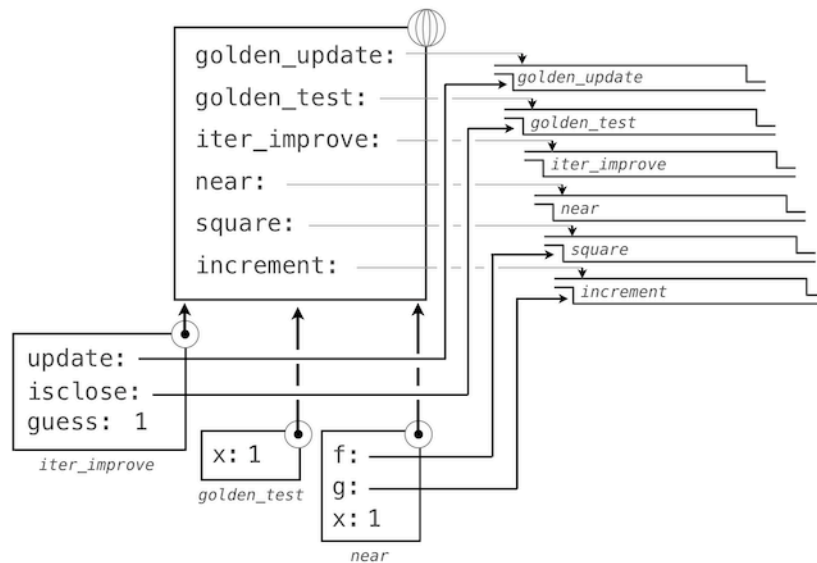 golden_update:
golden_test:
iter_improve:
near:
square:
increment:
golden_update
golden_test
iter_improve
near
square
increment
update:
isclose:
guess: 1
iter_improve
x: 1
golden_test
f:
g:
x: 1
near